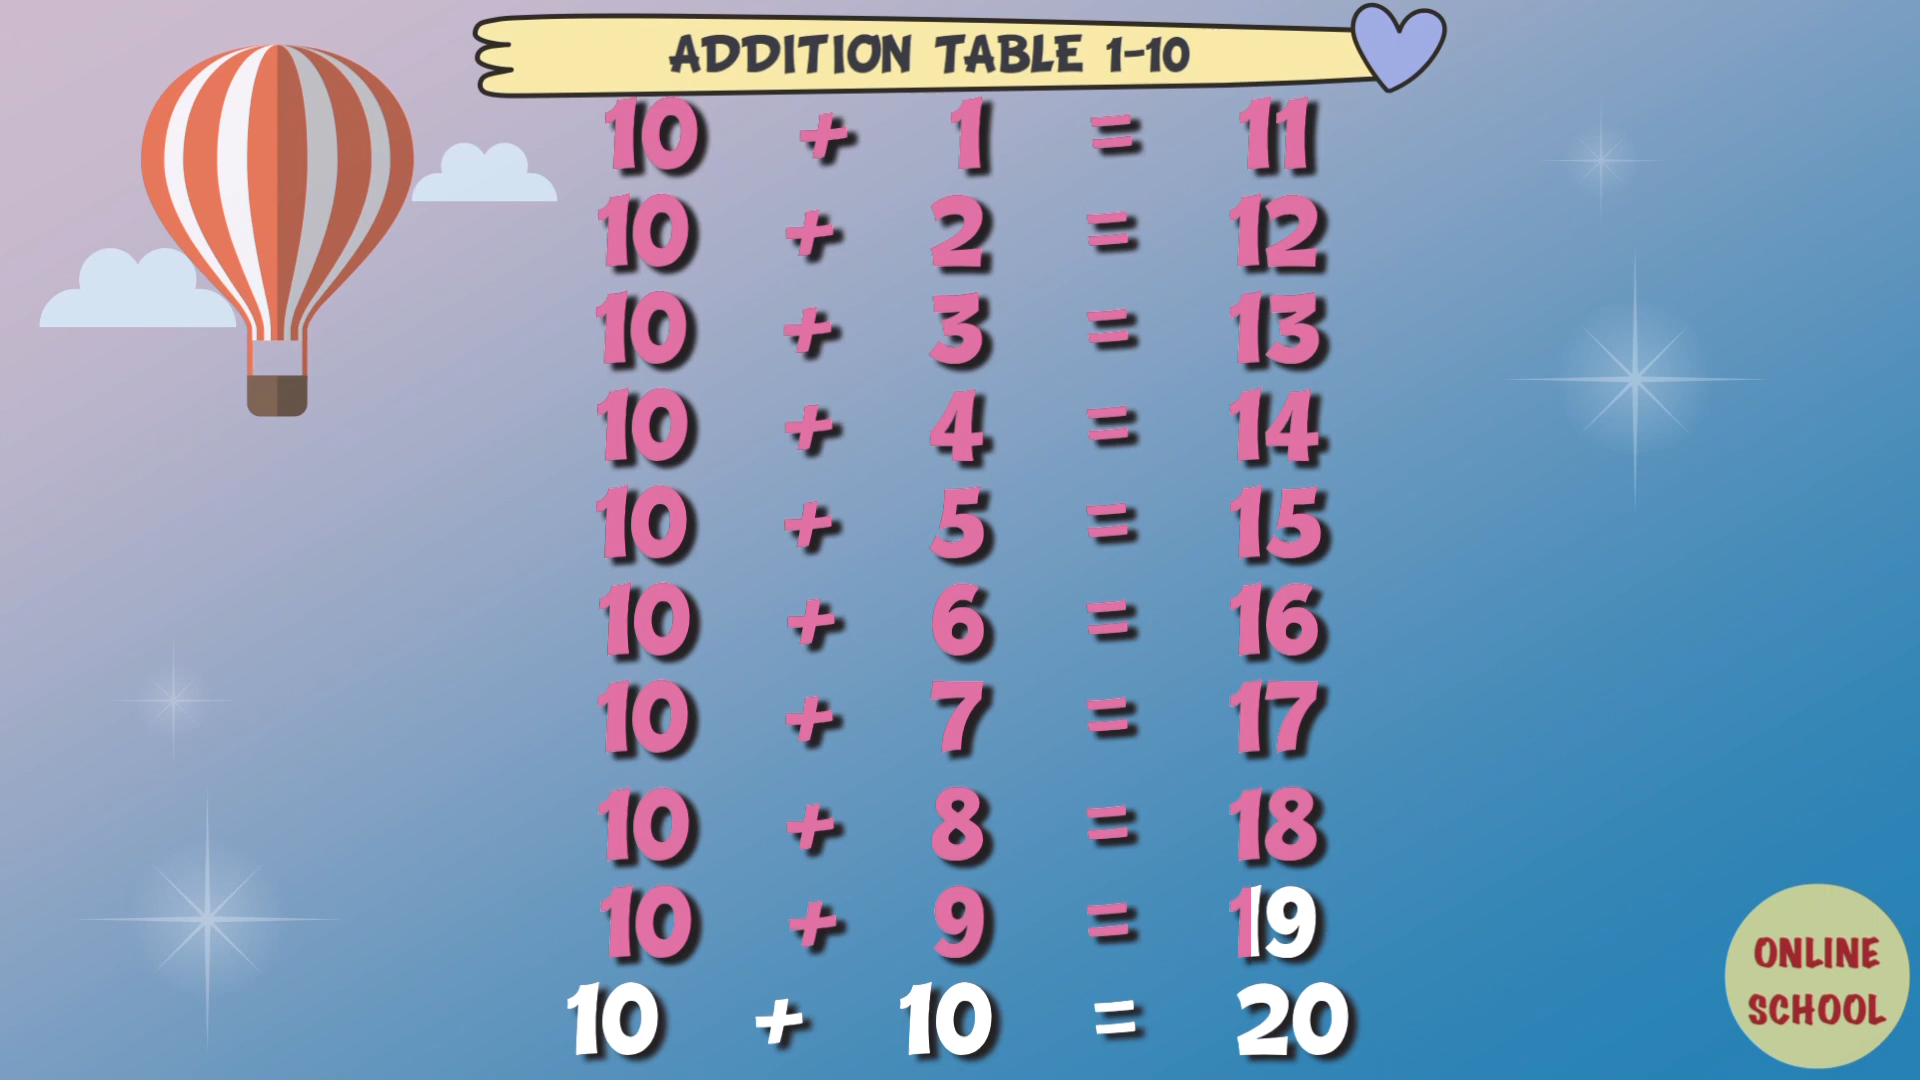 ADDITION TABLE 1-10
10 + 1 = 11
10 + 2 = 12
10 + 3 = 13
10 + 4 = 14
10 + 5 = 15
10 + 6 = 16
10 + 7 = 17
10 + 8 = 18
10 + 9 = 19
10 + 10 = 20
ONLINE
SCHOOL